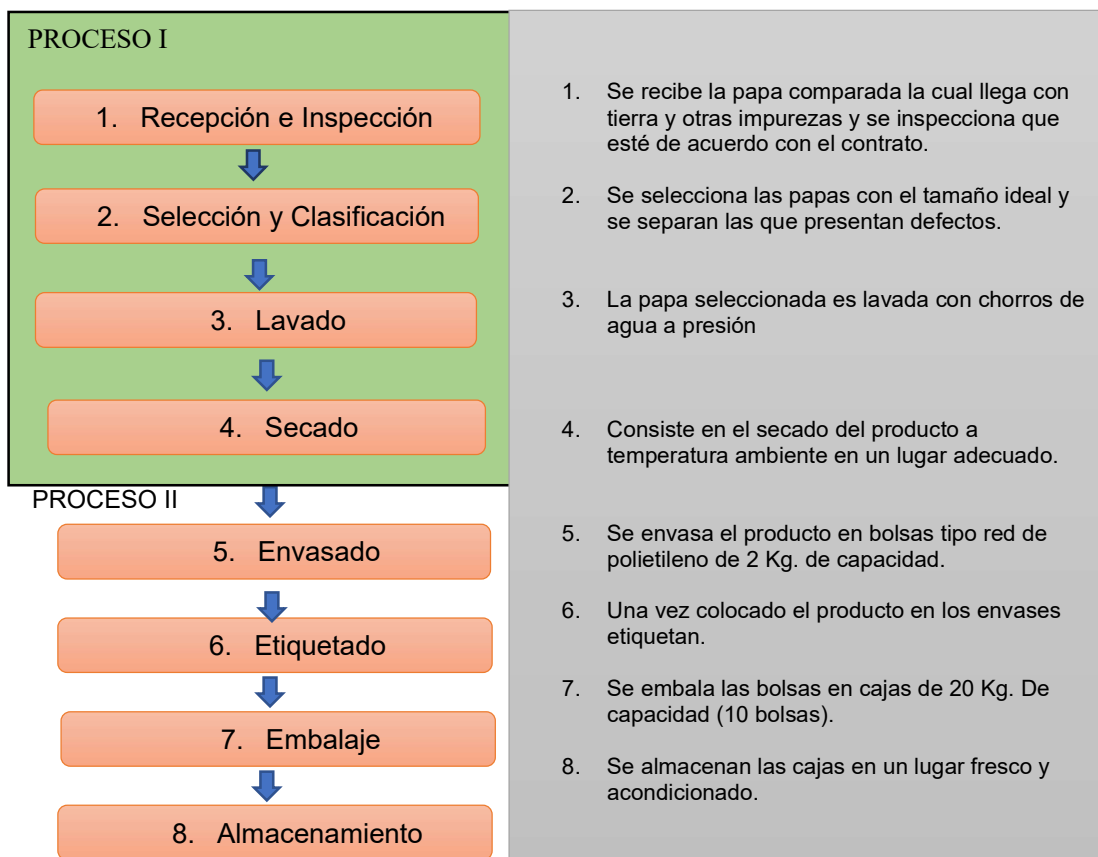 PROCESO I
1. Recepción e Inspección
2. Selección y Clasificación
3. Lavado
4. Secado
PROCESO II
5. Envasado
6. Etiquetado
7. Embalaje
8. Almacenamiento
1. Se recibe la papa comparada la cual llega con
tierra y otras impurezas y se inspecciona que
esté de acuerdo con el contrato.
2. Se selecciona las papas con el tamaño ideal y
se separan las que presentan defectos.
3. La papa seleccionada es lavada con chorros de
agua a presión
4. Consiste en el secado del producto a
temperatura ambiente en un lugar adecuado.
5. Se envasa el producto en bolsas tipo red de
polietileno de 2 Kg. de capacidad.
6. Una vez colocado el producto en los envases
etiquetan.
7. Se embala las bolsas en cajas de 20 Kg. De
capacidad (10 bolsas).
8. Se almacenan las cajas en un lugar fresco y
acondicionado.